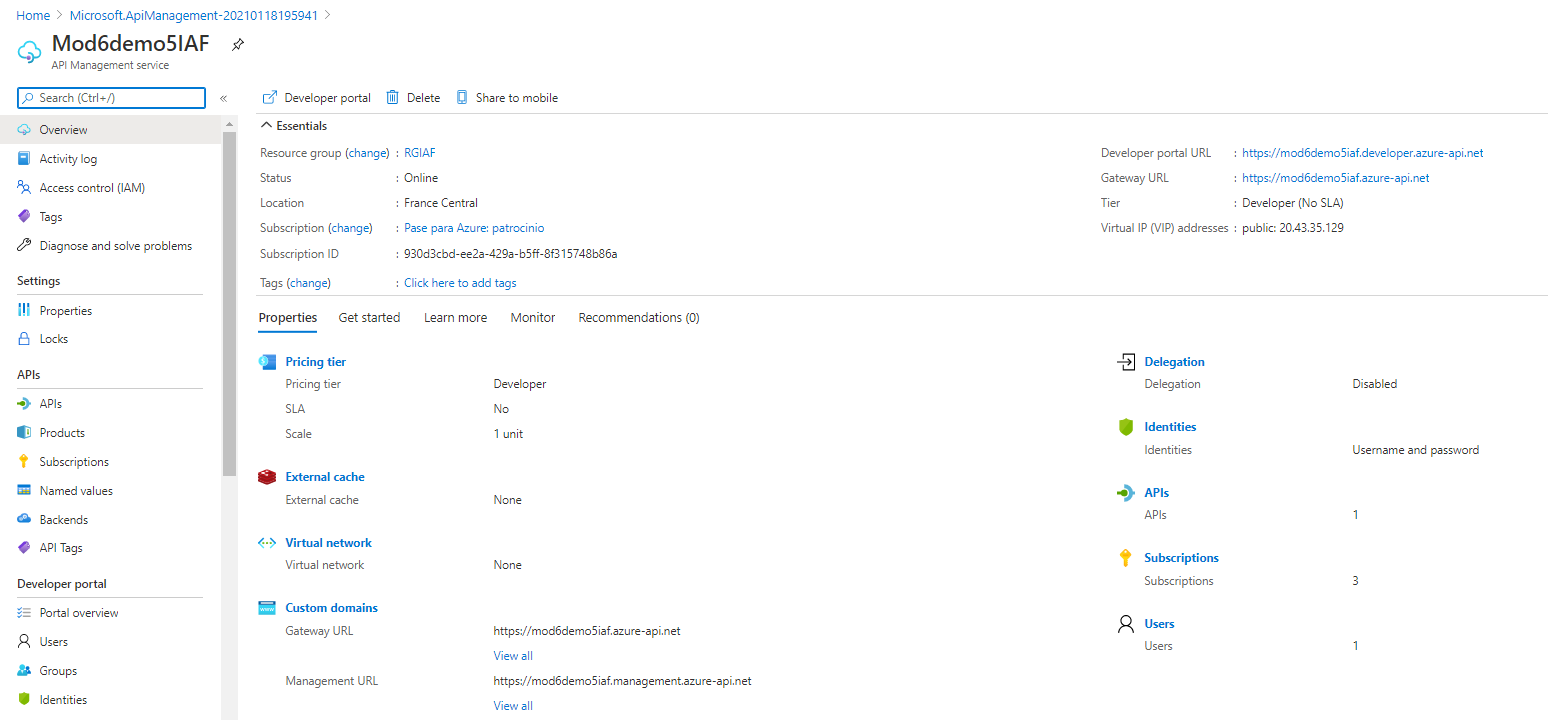 Home > Microsoft.ApiManagement-20210118195941 >
Mod6demo5IAF
API Management service
Search (Ctrl+/)
«
Overview
Activity log
Access control (IAM)
Tags
Diagnose and solve problems
Settings
Properties
Locks
APIs
APIs
Products
Subscriptions
Named values
Backends
API Tags
Developer portal
Portal overview
Users
Groups
Identities
Developer portal Delete Share to mobile
Essentials
Resource group (change) : RGIAF
Status : Online
Location : France Central
Subscription (change) : Pase para Azure: patrocinio
Subscription ID : 930d3cbd-ee2a-429a-b5ff-8f315748b86a
Tags (change) : Click here to add tags
Developer portal URL : https://mod6demo5iaf.developer.azure-api.net
Gateway URL : https://mod6demo5iaf.azure-api.net
Tier : Developer (No SLA)
Virtual IP (VIP) addresses : public: 20.43.35.129
Properties Get started Learn more Monitor Recommendations (0)
Pricing tier
Pricing tier Developer
SLA No
Scale 1 unit
External cache
External cache None
Virtual network
Virtual network None
Custom domains
WWW
Gateway URL https://mod6demo5iaf.azure-api.net
View all
Management URL https://mod6demo5iaf.management.azure-api.net
View all
Delegation
Delegation Disabled
Identities
Identities Username and password
APIs
APIs 1
Subscriptions
Subscriptions 3
Users
Users 1